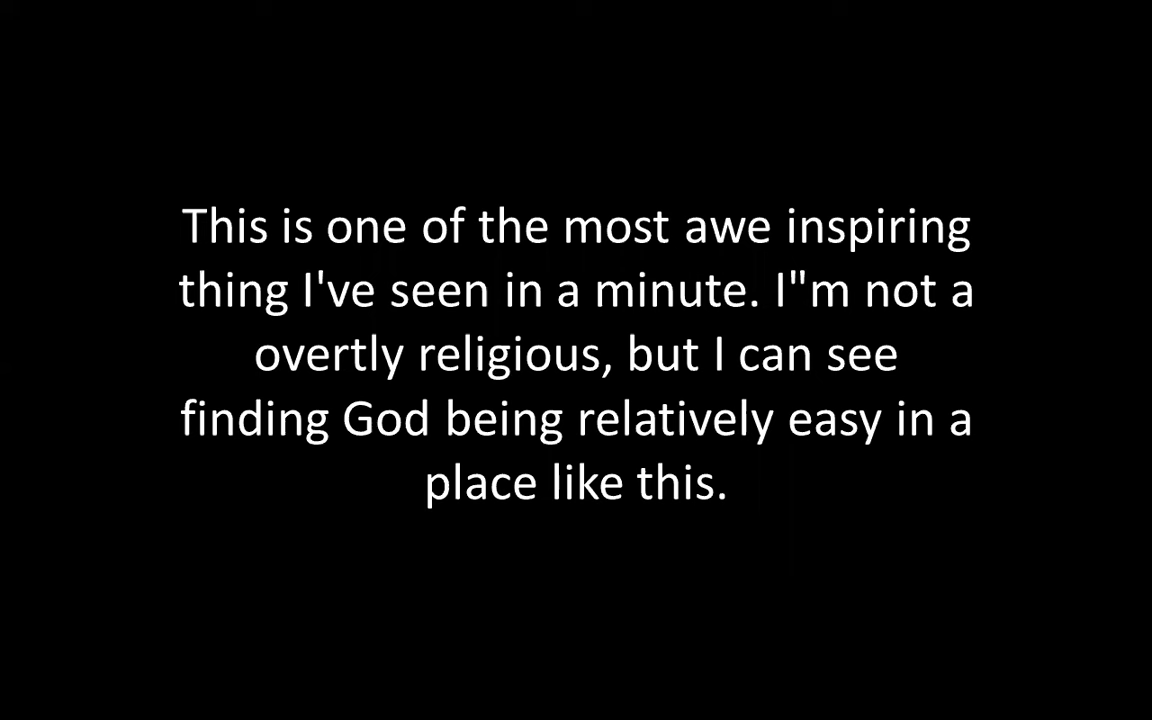 This is one of the most awe inspiring
thing I've seen in a minute. I"m not a
overtly religious, but I can see
finding God being relatively easy in a
place like this.